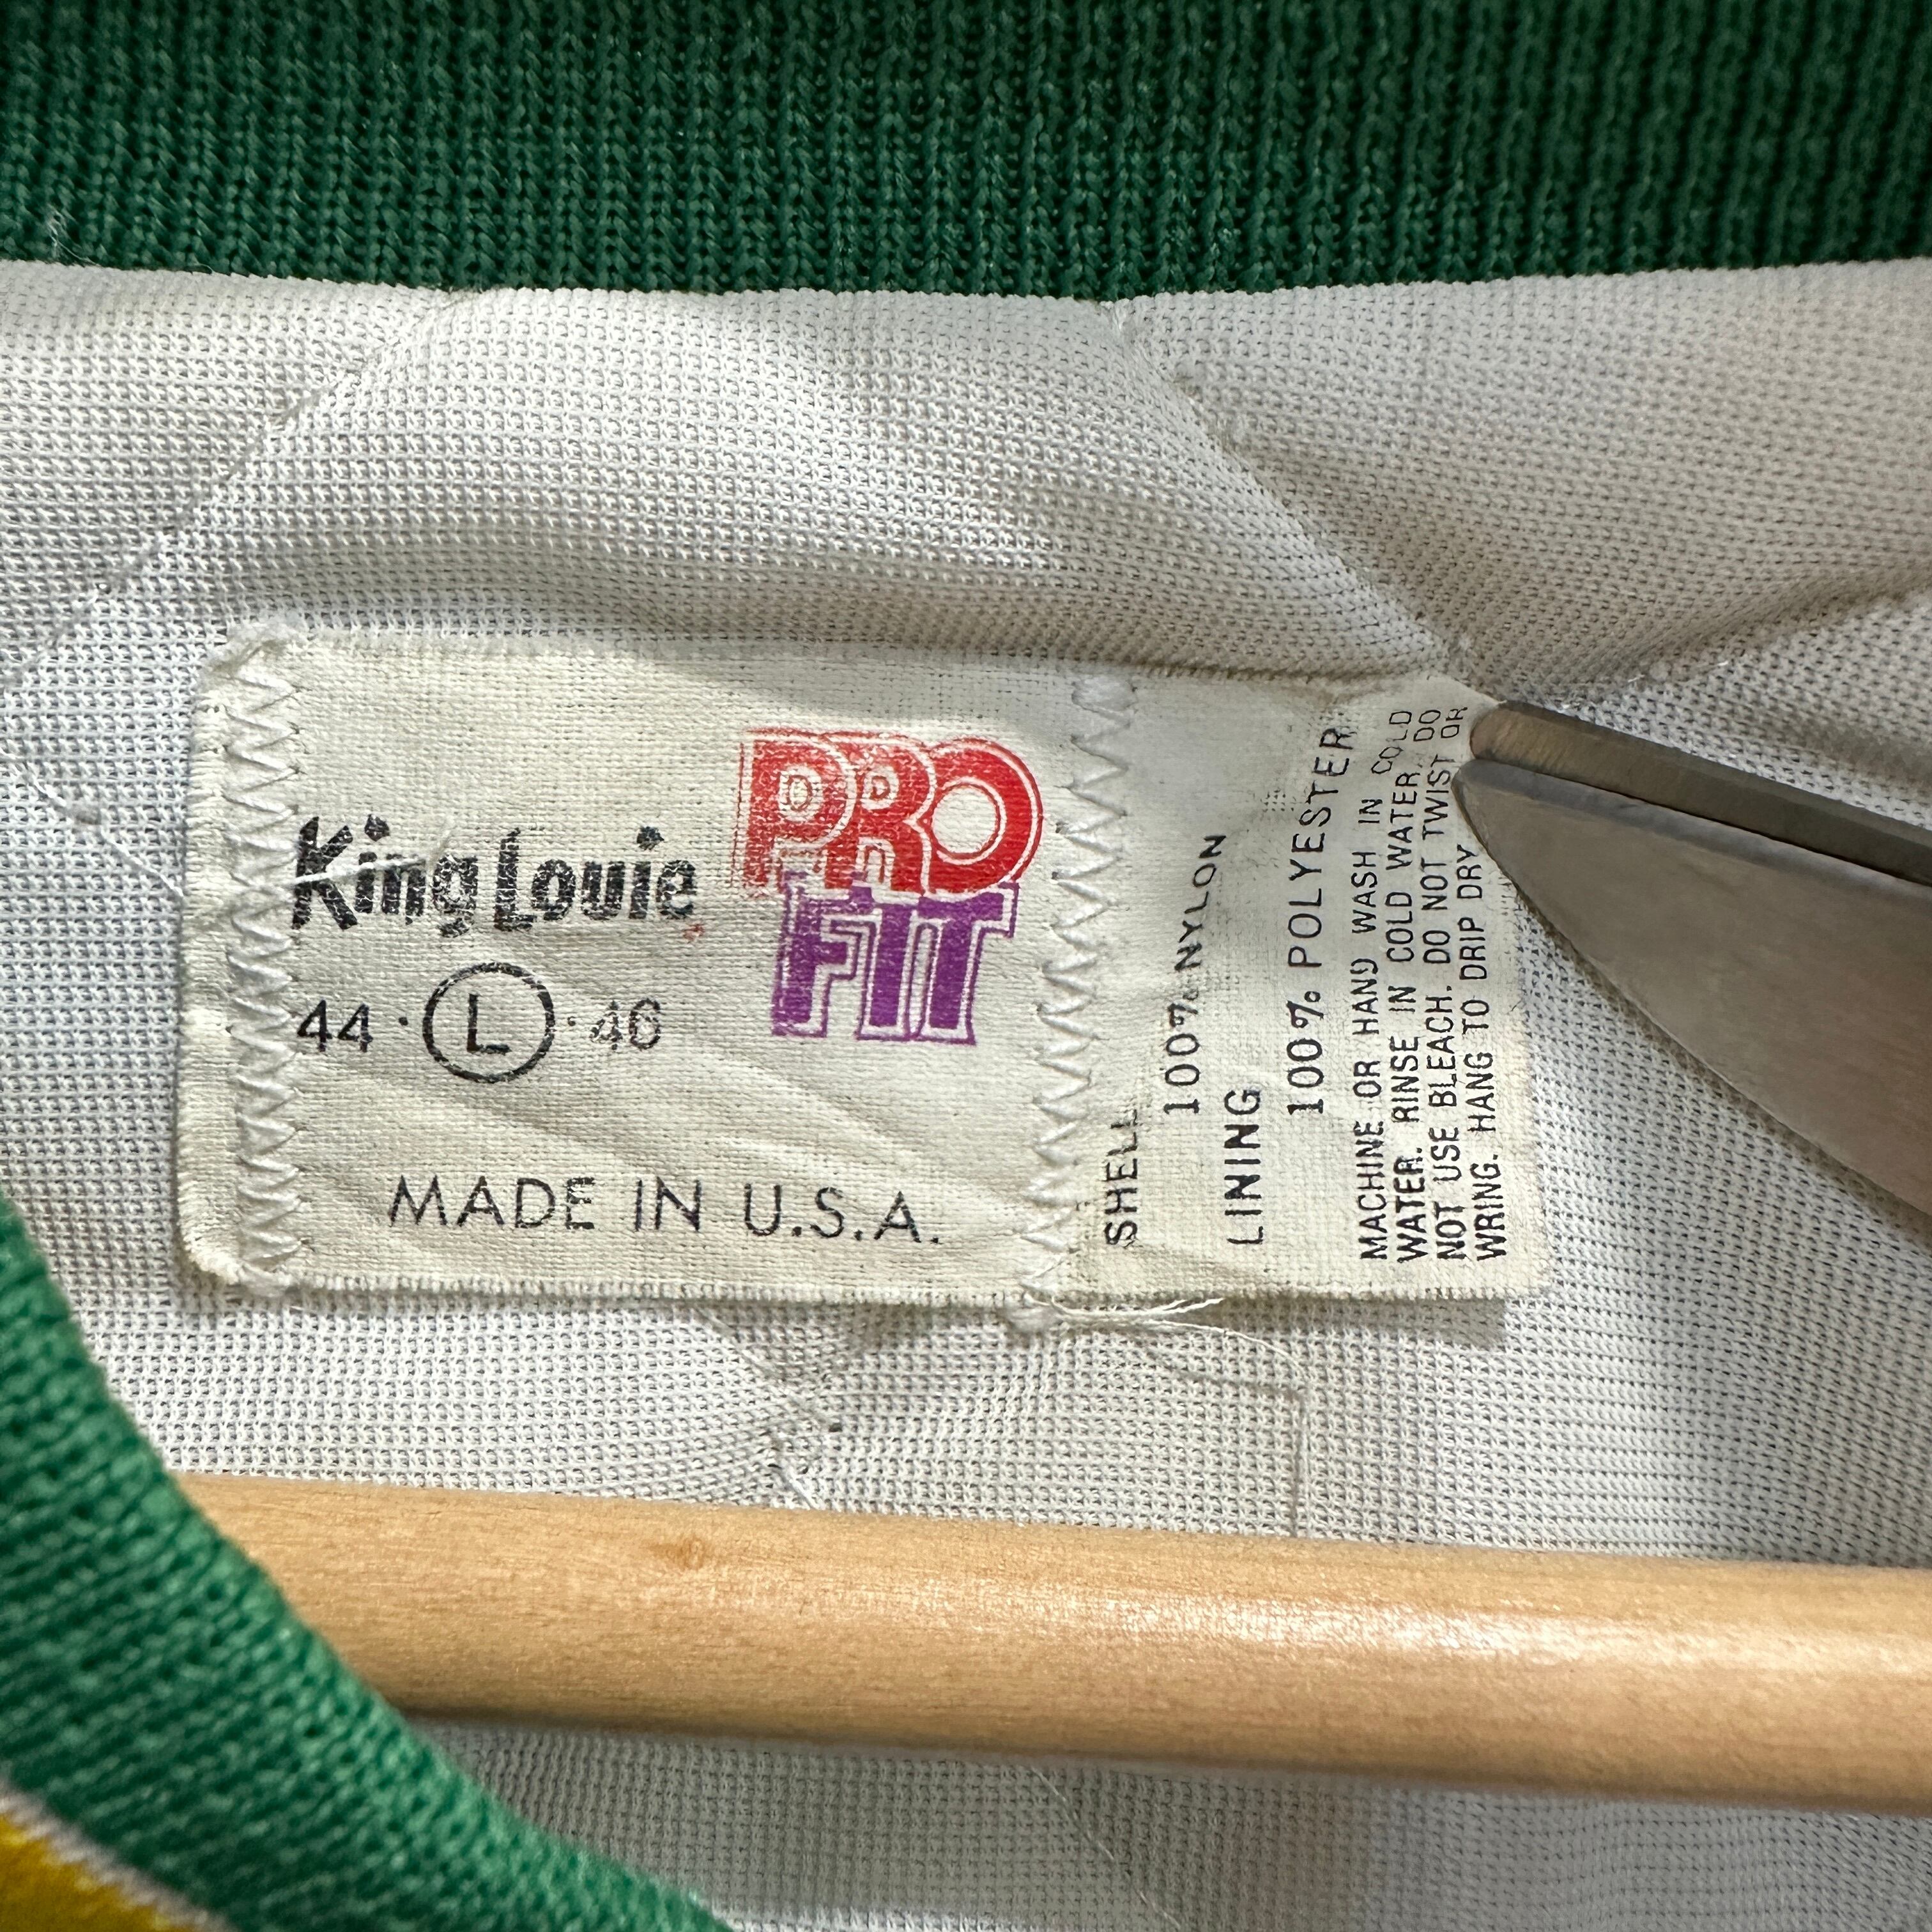 King Louie
PRO
FIT
44 · L · 46
MADE IN U.S.A.
SHELL
100% NYLON
LINING
100% POLYESTER
MACHINE OR HAND WASH IN COLD
WATER. RINSE IN COLD WATER. DO
NOT USE BLEACH. DO NOT TWIST OR
WRING. HANG TO DRIP DRY